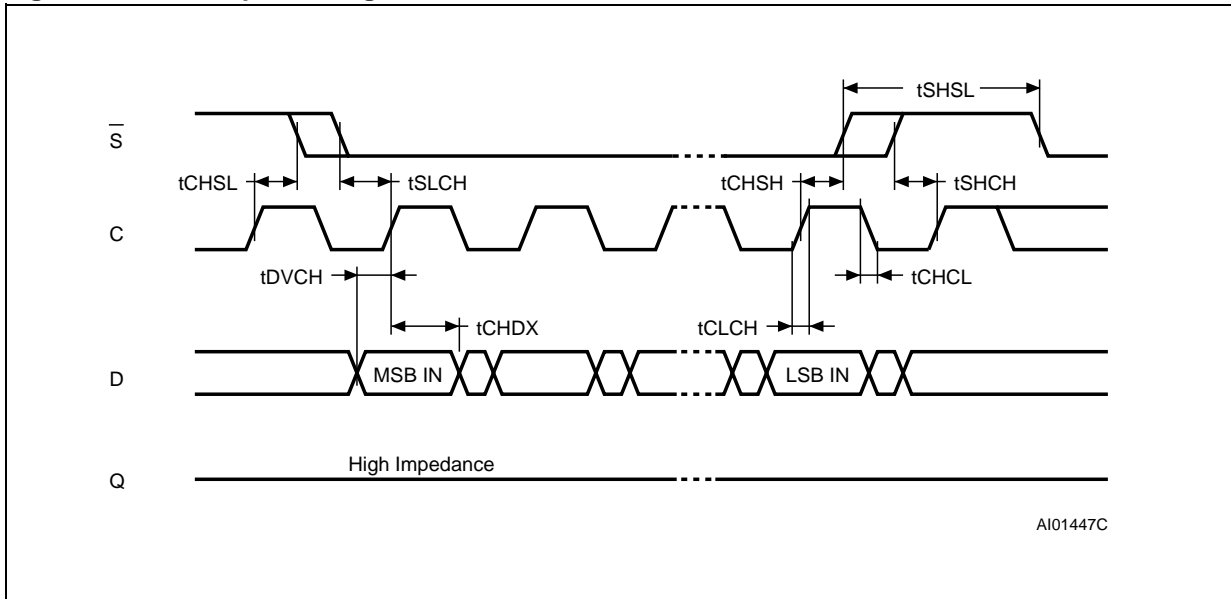 tSHSL
S
tCHSL
tSLCH
tCHSH
tSHCH
C
tDVCH
tCHCL
tCHDX
tCLCH
D
MSB IN
LSB IN
High Impedance
Q
AI01447C